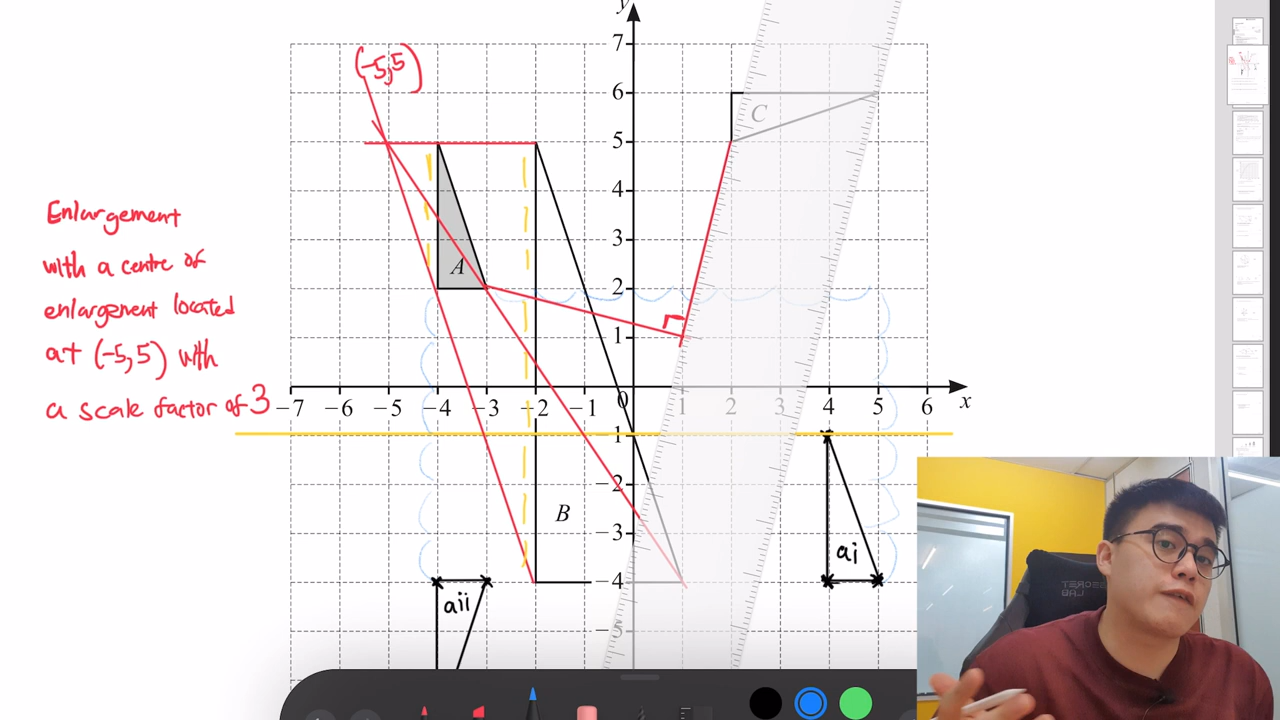 (-5,5)
y
7
6
C
5
4
3
A
2
1
Enlargement
with a centre of
enlargement located
at (-5,5) with
a scale factor of 3
-7 -6 -5 -4 -3 -2 -1 0 1 2 3 4 5 6 x
-1
-2
B
-3
ai
-4
aii
-5